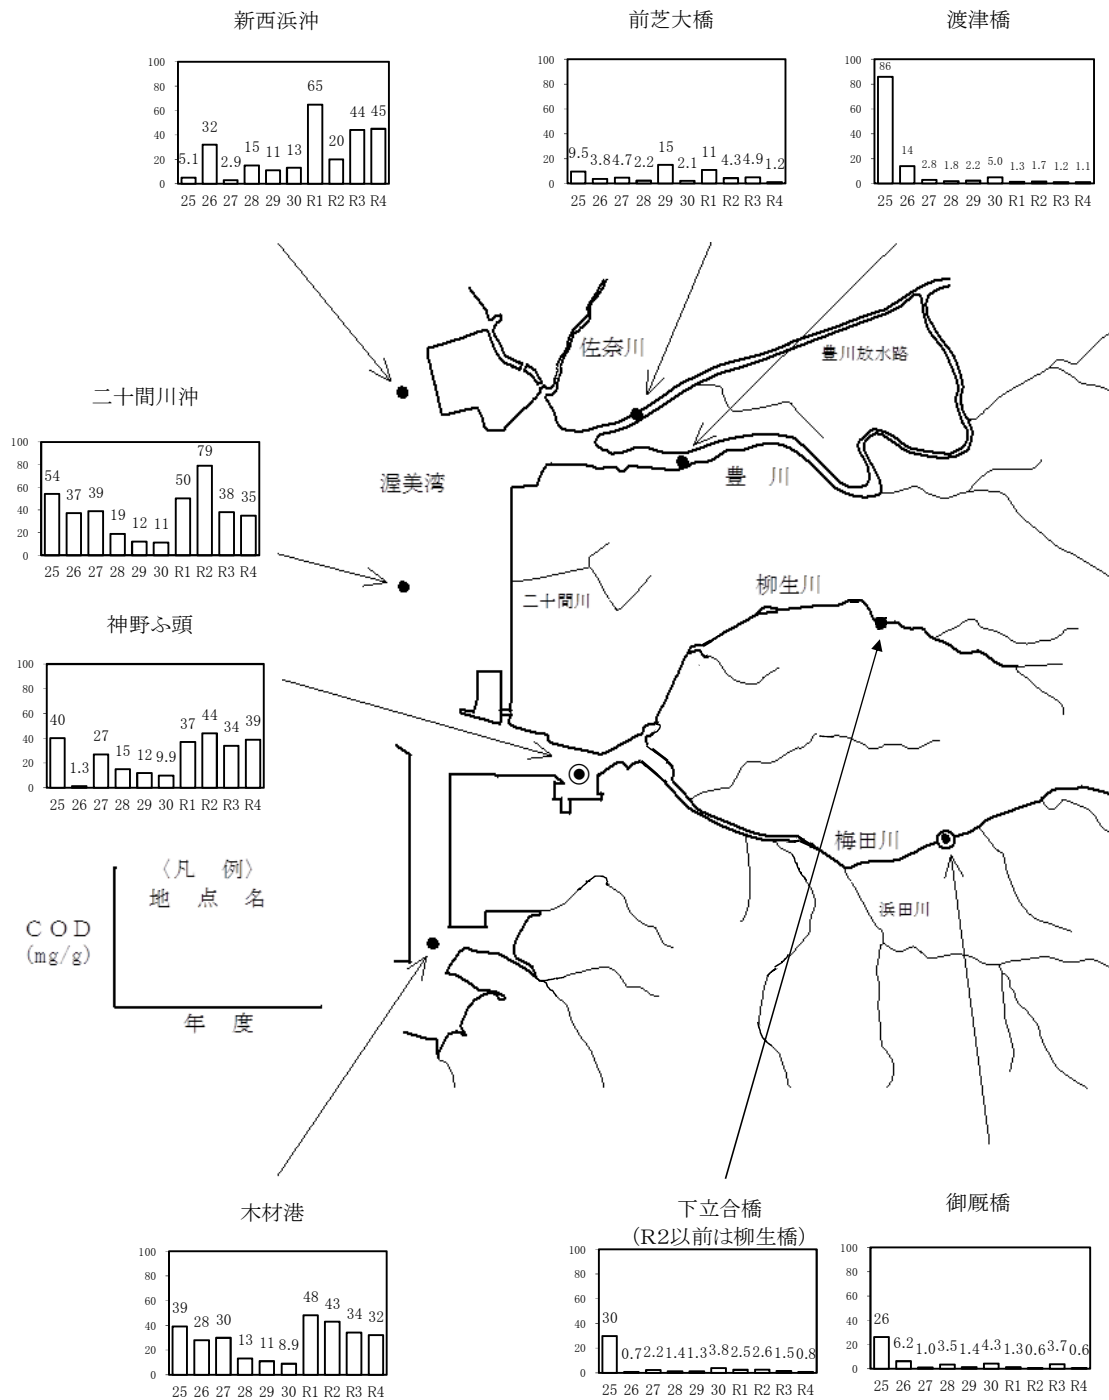 新西浜沖
100
80
60
40
20
0
5.1 32 2.9 15 11 13 65 20 44 45
25 26 27 28 29 30 R1 R2 R3 R4
前芝大橋
100
80
60
40
20
0
9.5 3.8 4.7 2.2 15 2.1 11 4.3 4.9 1.2
25 26 27 28 29 30 R1 R2 R3 R4
渡津橋
100
80
60
40
20
0
86 14 2.8 1.8 2.2 5.0 1.3 1.7 1.2 1.1
25 26 27 28 29 30 R1 R2 R3 R4
佐奈川
豊川放水路
二十間川沖
100
80
60
40
20
0
54 37 39 19 12 11 50 79 38 35
25 26 27 28 29 30 R1 R2 R3 R4
渥美湾
豊 川
二十間川
柳生川
神野ふ頭
100
80
60
40
20
0
40 1.3 27 15 12 9.9 37 44 34 39
25 26 27 28 29 30 R1 R2 R3 R4
梅田川
浜田川
〈凡 例〉
地 点 名
COD
(mg/g)
年 度
木材港
100
80
60
40
20
0
39 28 30 13 11 8.9 48 43 34 32
25 26 27 28 29 30 R1 R2 R3 R4
下立合橋
(R2以前は柳生橋)
100
80
60
40
20
0
30 0.7 2.2 1.4 1.3 3.8 2.5 2.6 1.5 0.8
25 26 27 28 29 30 R1 R2 R3 R4
御厩橋
100
80
60
40
20
0
26 6.2 1.0 3.5 1.4 4.3 1.3 0.6 3.7 0.6
25 26 27 28 29 30 R1 R2 R3 R4